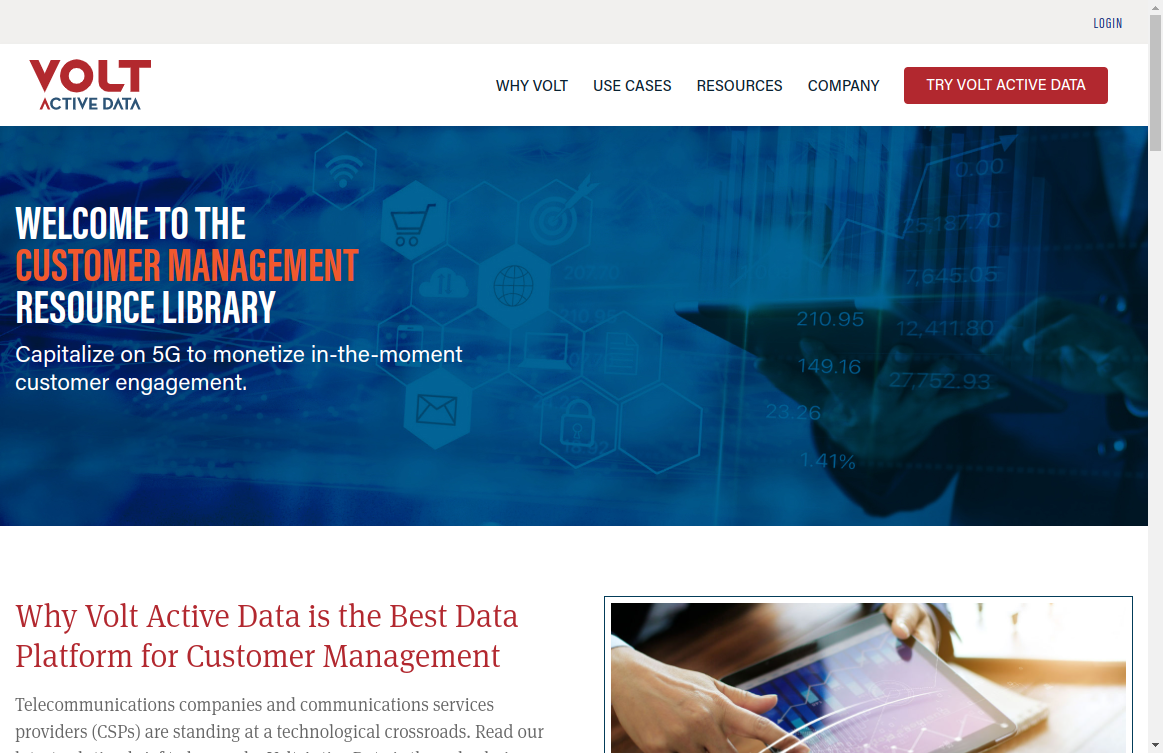 LOGIN
VOLT
ACTIVE DATA
WHY VOLT
USE CASES
RESOURCES
COMPANY
TRY VOLT ACTIVE DATA
WELCOME TO THE
CUSTOMER MANAGEMENT
RESOURCE LIBRARY
Capitalize on 5G to monetize in-the-moment
customer engagement.
0.00
25,187.70
7,645.05
210.95
12,411.80
149.16
27,752.93
23.26
1.41%
Why Volt Active Data is the Best Data
Platform for Customer Management
Telecommunications companies and communications services
providers (CSPs) are standing at a technological crossroads. Read our